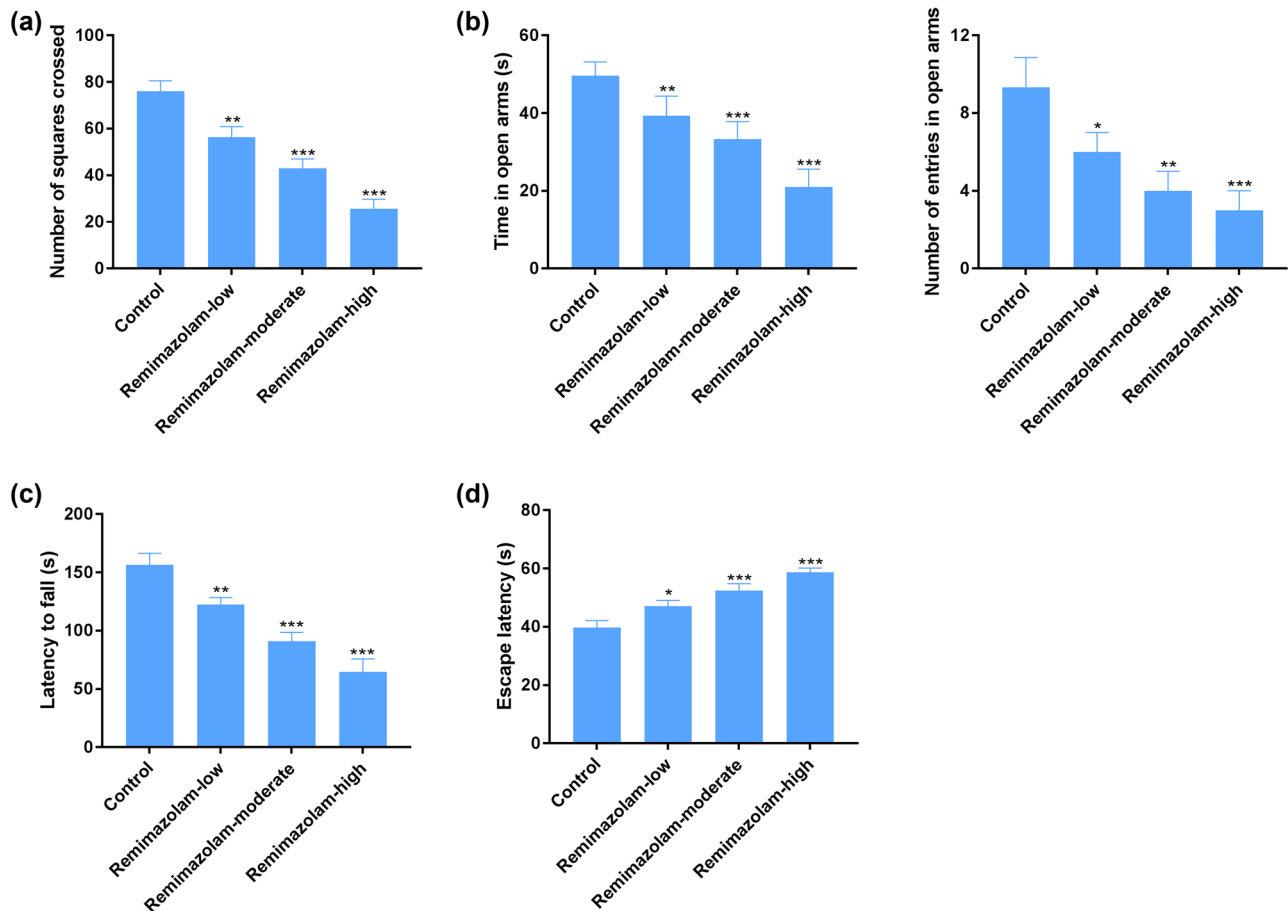 (a)
Number of squares crossed
100
80
60
40
20
0
**
***
***
Control
Remimazolam-low
Remimazolam-moderate
Remimazolam-high
(b)
Time in open arms (s)
60
40
20
0
**
***
***
Control
Remimazolam-low
Remimazolam-moderate
Remimazolam-high
Number of entries in open arms
12
8
4
0
*
**
***
Control
Remimazolam-low
Remimazolam-moderate
Remimazolam-high
(c)
Latency to fall (s)
200
150
100
50
0
**
***
***
Control
Remimazolam-low
Remimazolam-moderate
Remimazolam-high
(d)
Escape latency (s)
80
60
40
20
0
*
***
***
Control
Remimazolam-low
Remimazolam-moderate
Remimazolam-high